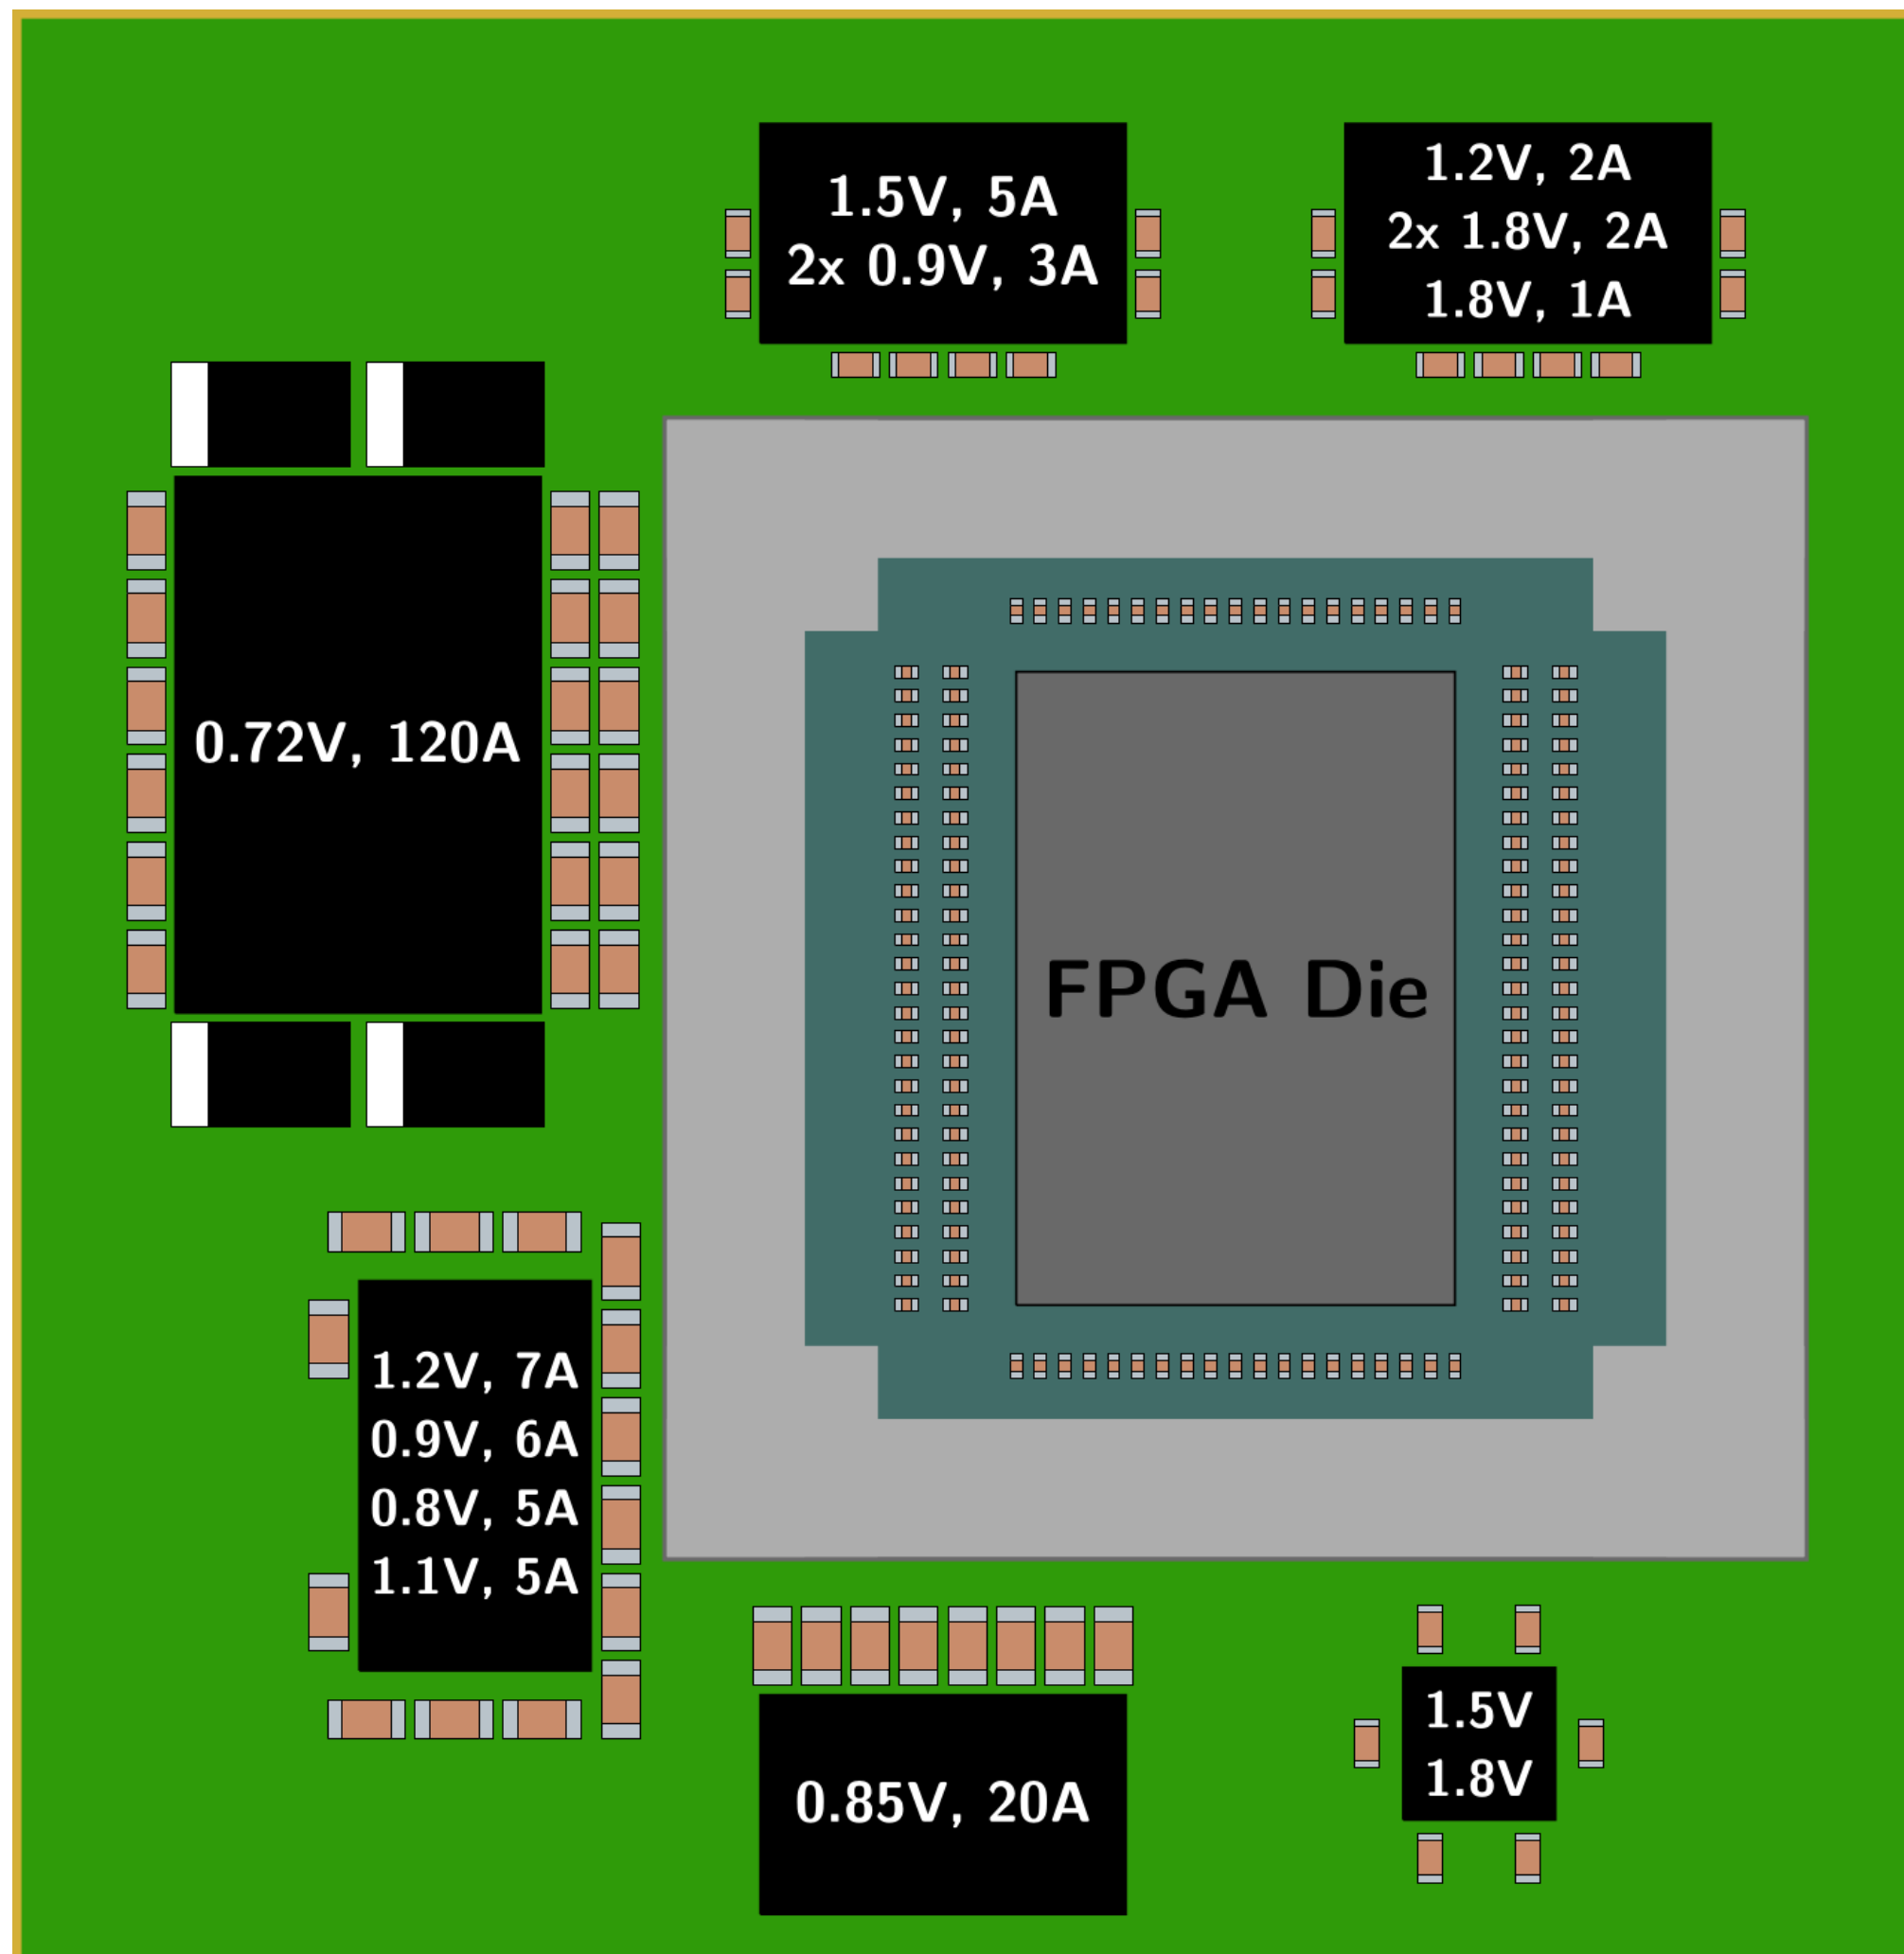 1.5V, 5A
2x 0.9V, 3A
1.2V, 2A
2x 1.8V, 2A
1.8V, 1A
0.72V, 120A
FPGA Die
1.2V, 7A
0.9V, 6A
0.8V, 5A
1.1V, 5A
0.85V, 20A
1.5V
1.8V